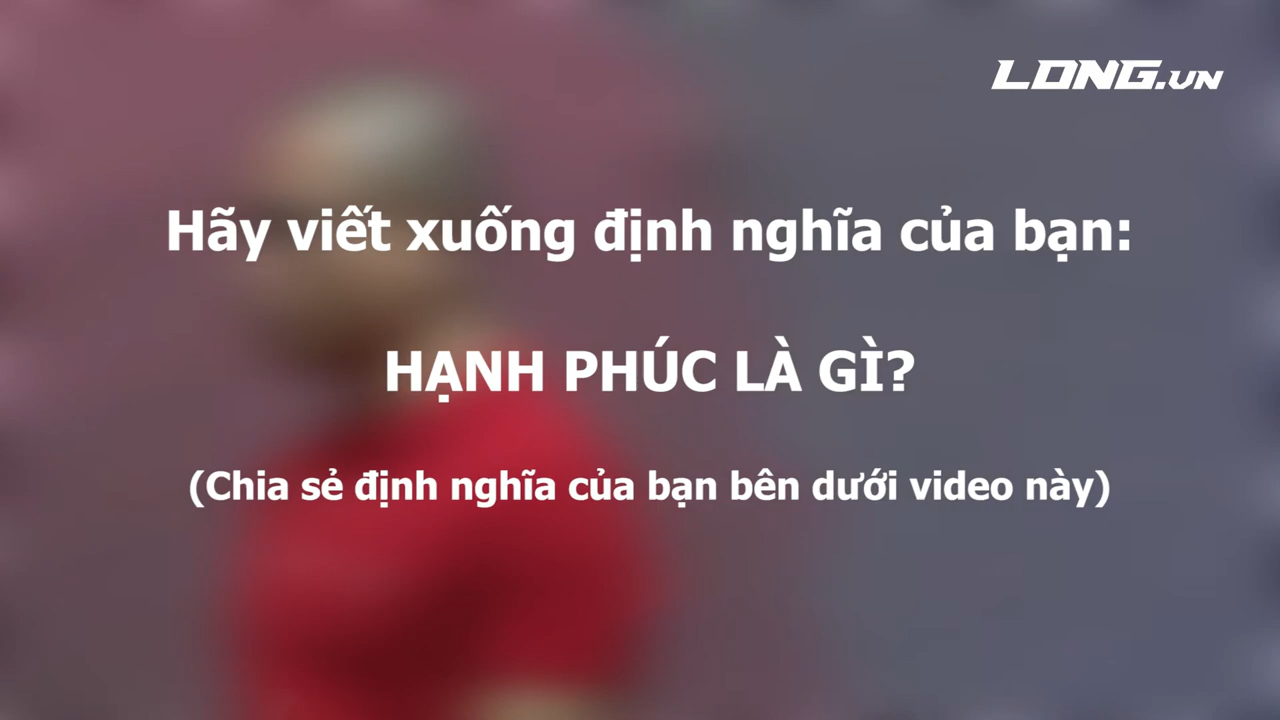 LONG.VN
Hãy viết xuống định nghĩa của bạn:
HẠNH PHÚC LÀ GÌ?
(Chia sẻ định nghĩa của bạn bên dưới video này)